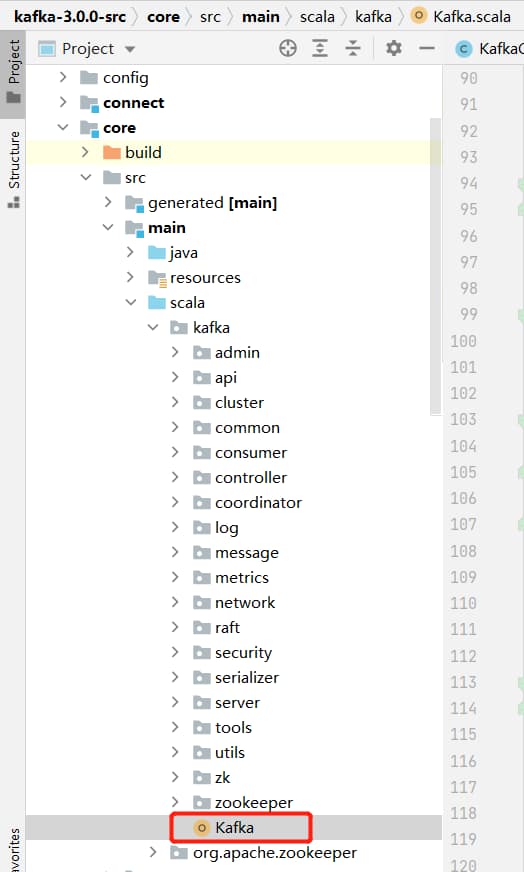 kafka-3.0.0-src 〉 core 〉 src 〉 main 〉 scala 〉 kafka 〉 Kafka.scala
Project
Structure
avorites
Project
config
connect
core
build
src
generated [main]
main
java
resources
scala
kafka
admin
api
cluster
common
consumer
controller
coordinator
log
message
metrics
network
raft
security
serializer
server
tools
utils
zk
zookeeper
Kafka
org.apache.zookeeper
C KafkaC
90
91
92
93
94
95
96
97
98
99
100
101
102
103
104
105
106
107
108
109
110
111
112
113
114
115
116
117
118
119
120